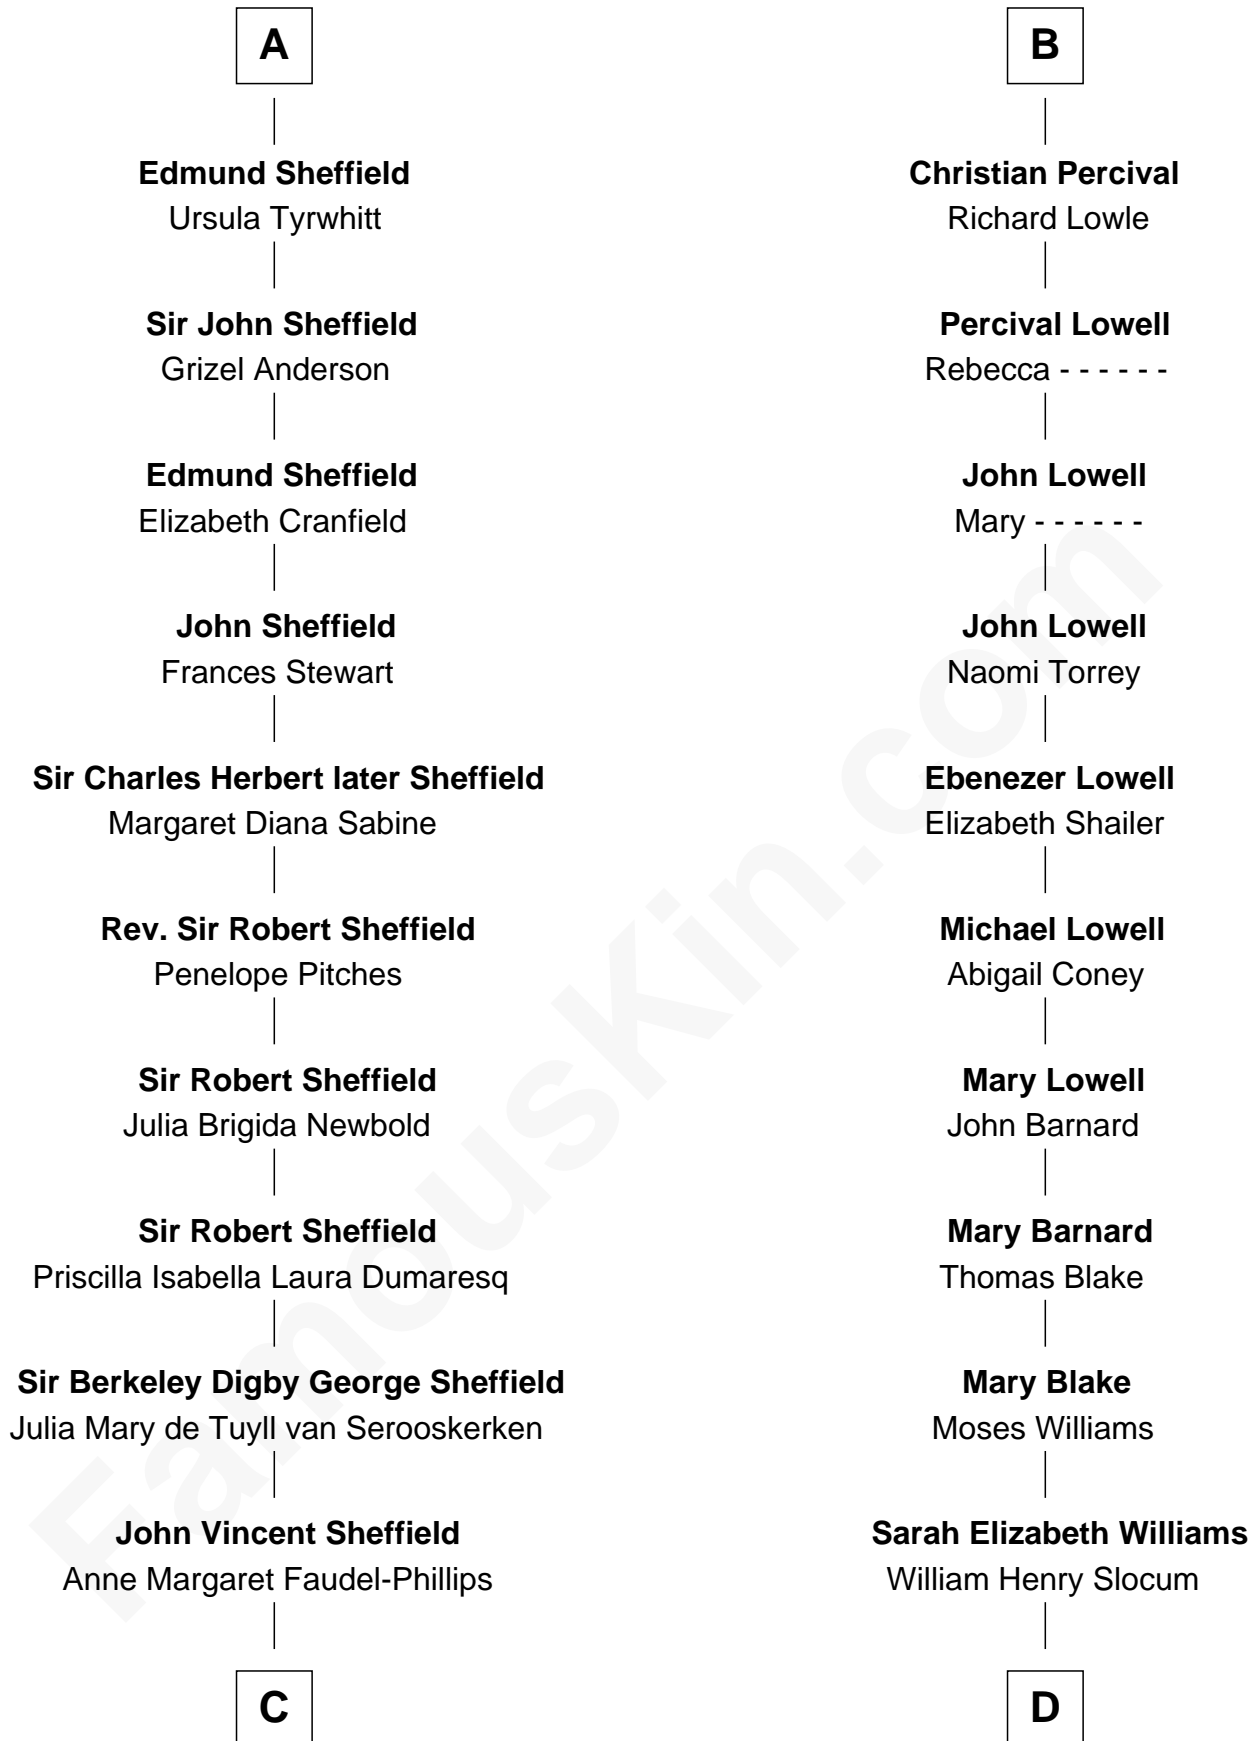 A
Edmund Sheffield
Ursula Tyrwhitt
Sir John Sheffield
Grizel Anderson
Edmund Sheffield
Elizabeth Cranfield
John Sheffield
Frances Stewart
Sir Charles Herbert later Sheffield
Margaret Diana Sabine
Rev. Sir Robert Sheffield
Penelope Pitches
Sir Robert Sheffield
Julia Brigida Newbold
Sir Robert Sheffield
Priscilla Isabella Laura Dumaresq
Sir Berkeley Digby George Sheffield
Julia Mary de Tuyll van Serooskerken
John Vincent Sheffield
Anne Margaret Faudel-Phillips
C
B
Christian Percival
Richard Lowle
Percival Lowell
Rebecca - - - - - -
John Lowell
Mary - - - - - -
John Lowell
Naomi Torrey
Ebenezer Lowell
Elizabeth Shailer
Michael Lowell
Abigail Coney
Mary Lowell
John Barnard
Mary Barnard
Thomas Blake
Mary Blake
Moses Williams
Sarah Elizabeth Williams
William Henry Slocum
D
FamousKin.com